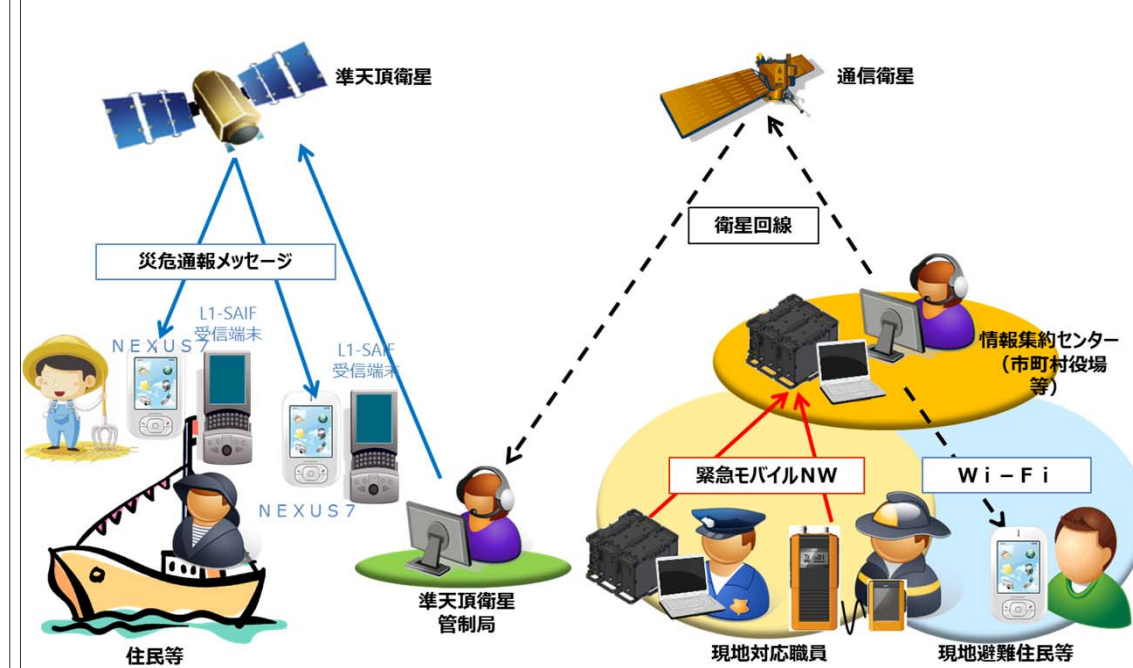 準天頂衛星
通信衛星
衛星回線
災危通報メッセージ
L1-SAIF
受信端末
ＮＥＸＵＳ７
L1-SAIF
受信端末
ＮＥＸＵＳ７
情報集約センター
（市町村役場
等）
緊急モバイルNW
Ｗｉ－Ｆｉ
準天頂衛星
管制局
住民等
現地対応職員
現地避難住民等